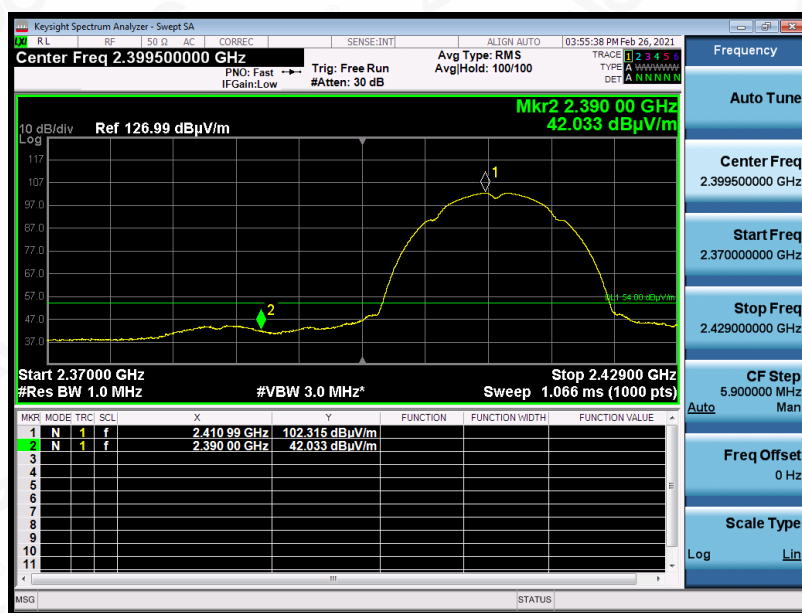 Keysight Spectrum Analyzer - Swept SA
LXI RL RF 50 Ω AC CORREC SENSE:INT ALIGN AUTO 03:55:38 PM Feb 26, 2021
Center Freq 2.399500000 GHz
PNO: Fast
IFGain:Low
Trig: Free Run
#Atten: 30 dB
Avg Type: RMS
Avg|Hold: 100/100
TRACE 1 2 3 4 5 6
TYPE A WWWWW
DET A N N N N N
Mkr2 2.390 00 GHz
42.033 dBµV/m
10 dB/div Ref 126.99 dBµV/m
Log
117
107
97.0
87.0
77.0
67.0
57.0
47.0
37.0
1
2
DL1 54.00 dBµV/m
Start 2.37000 GHz Stop 2.42900 GHz
#Res BW 1.0 MHz #VBW 3.0 MHz* Sweep 1.066 ms (1000 pts)
MKR MODE TRC SCL X Y FUNCTION FUNCTION WIDTH FUNCTION VALUE
1 N 1 f 2.410 99 GHz 102.315 dBµV/m
2 N 1 f 2.390 00 GHz 42.033 dBµV/m
3
4
5
6
7
8
9
10
11
MSG STATUS
Frequency
Auto Tune
Center Freq
2.399500000 GHz
Start Freq
2.370000000 GHz
Stop Freq
2.429000000 GHz
CF Step
5.900000 MHz
Auto Man
Freq Offset
0 Hz
Scale Type
Log Lin